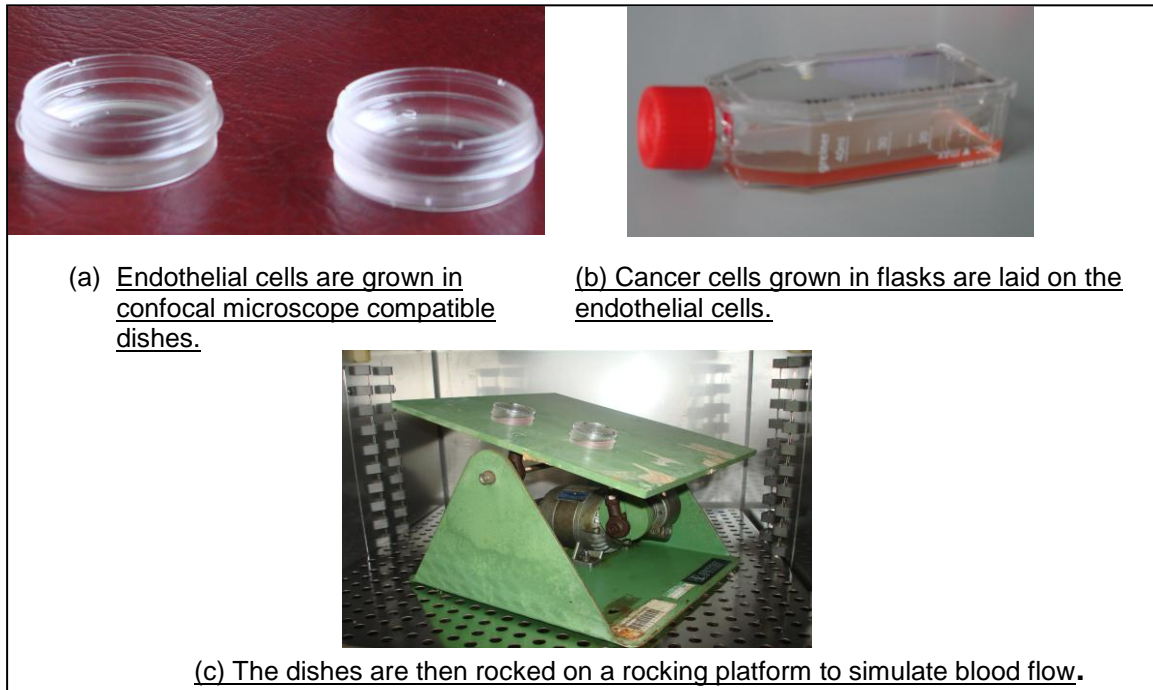 (a) Endothelial cells are grown in
confocal microscope compatible
dishes.
(b) Cancer cells grown in flasks are laid on the
endothelial cells.
(c) The dishes are then rocked on a rocking platform to simulate blood flow.